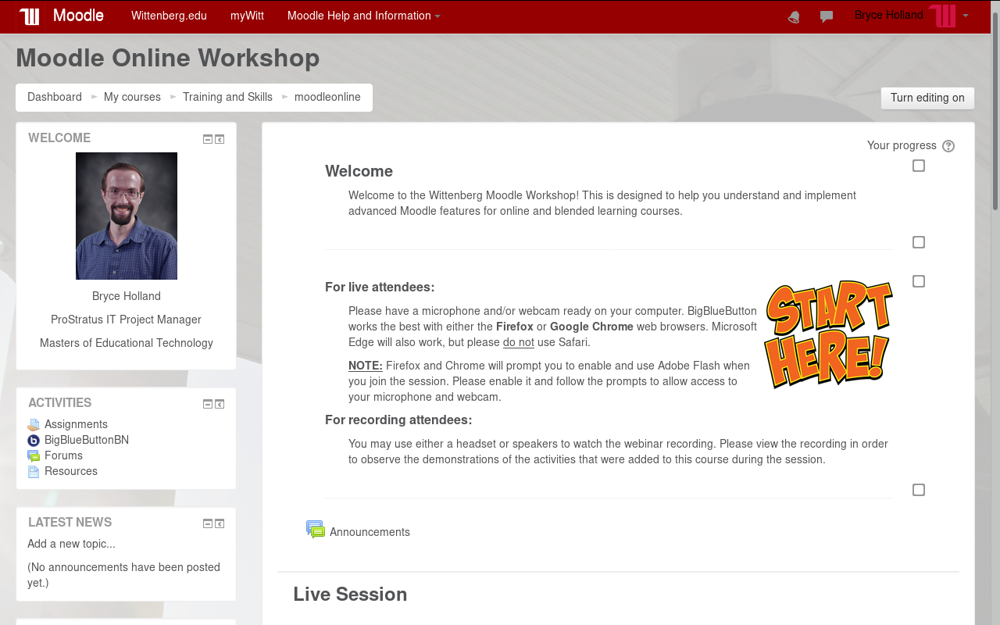 Moodle Wittenberg.edu myWitt Moodle Help and Information Bryce Holland
Moodle Online Workshop
Dashboard My courses Training and Skills moodleonline
Turn editing on
WELCOME
Bryce Holland
ProStratus IT Project Manager
Masters of Educational Technology
ACTIVITIES
Assignments
BigBlueButtonBN
Forums
Resources
LATEST NEWS
Add a new topic...
(No announcements have been posted
yet.)
Your progress
Welcome
Welcome to the Wittenberg Moodle Workshop! This is designed to help you understand and implement
advanced Moodle features for online and blended learning courses.
For live attendees:
Please have a microphone and/or webcam ready on your computer. BigBlueButton
works the best with either the Firefox or Google Chrome web browsers. Microsoft
Edge will also work, but please do not use Safari.
NOTE: Firefox and Chrome will prompt you to enable and use Adobe Flash when
you join the session. Please enable it and follow the prompts to allow access to
your microphone and webcam.
START
HERE!
For recording attendees:
You may use either a headset or speakers to watch the webinar recording. Please view the recording in order
to observe the demonstrations of the activities that were added to this course during the session.
Announcements
Live Session